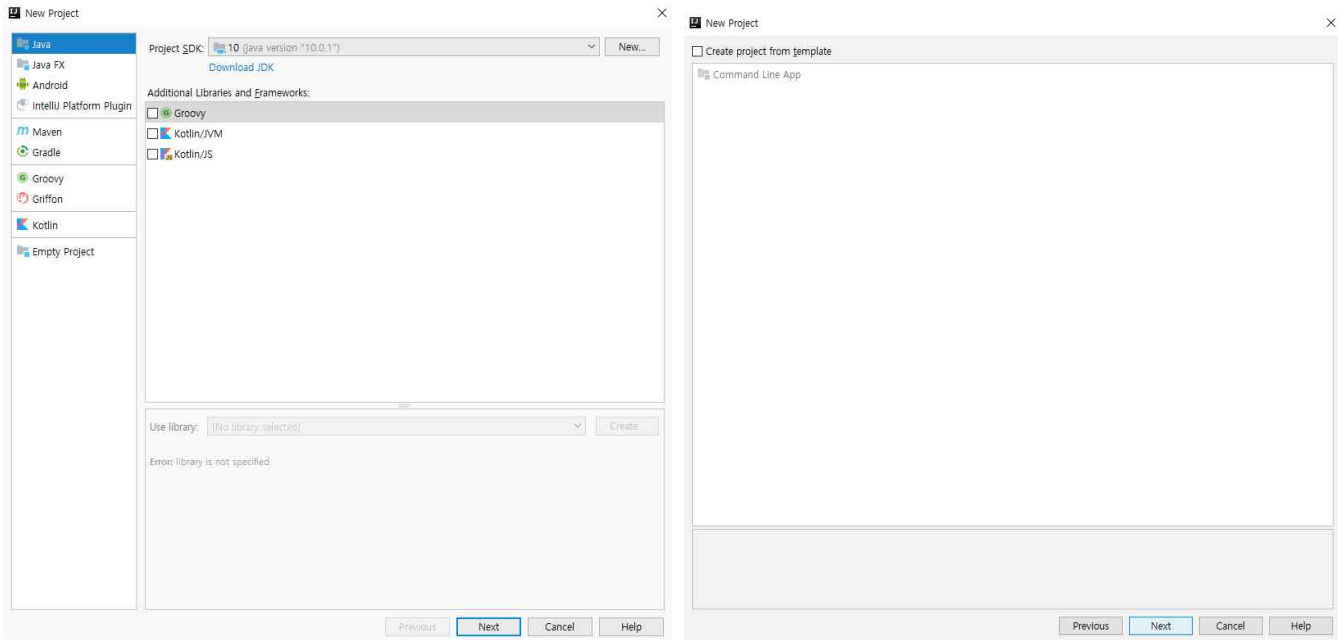 New Project
Java
Java FX
Android
IntelliJ Platform Plugin
Maven
Gradle
Groovy
Griffon
Kotlin
Empty Project
Project SDK: 10 (java version "10.0.1") New...
Download JDK
Additional Libraries and Frameworks:
Groovy
Kotlin/JVM
Kotlin/JS
Use library: [No library selected] Create
Error: library is not specified
Previous Next Cancel Help
New Project
Create project from template
Command Line App
Previous Next Cancel Help